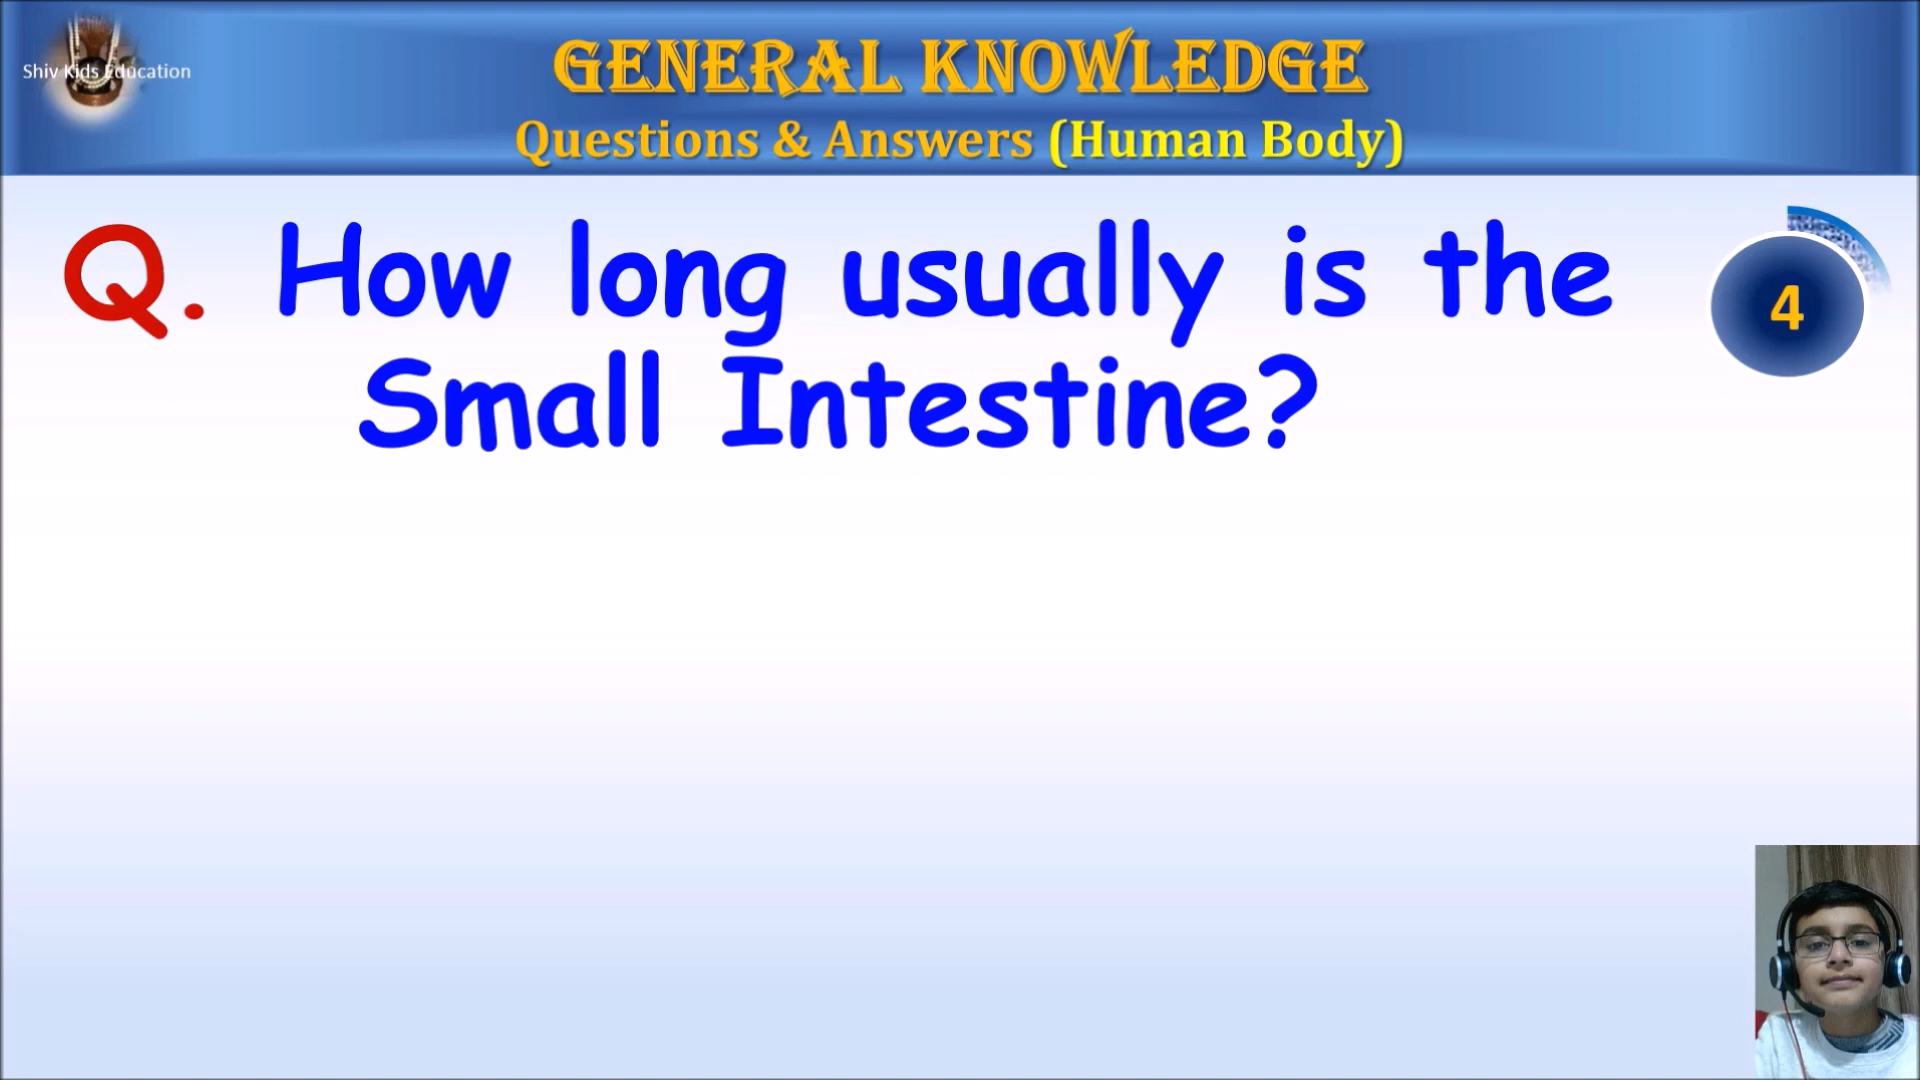 Shiv Kids Education
GENERAL KNOWLEDGE
Questions & Answers (Human Body)
Q. How long usually is the
Small Intestine?
4